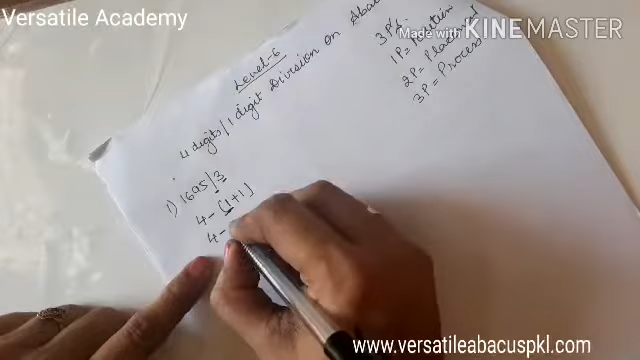 Versatile Academy
Made with KINEMASTER
Level-6
4 digits/1 digit Division on Abac
3 P's.
1P = Position
2P = Placement
3P = Process
1) 1695/3
4 - (1+1)
4 -
www.versatileabacuspkl.com